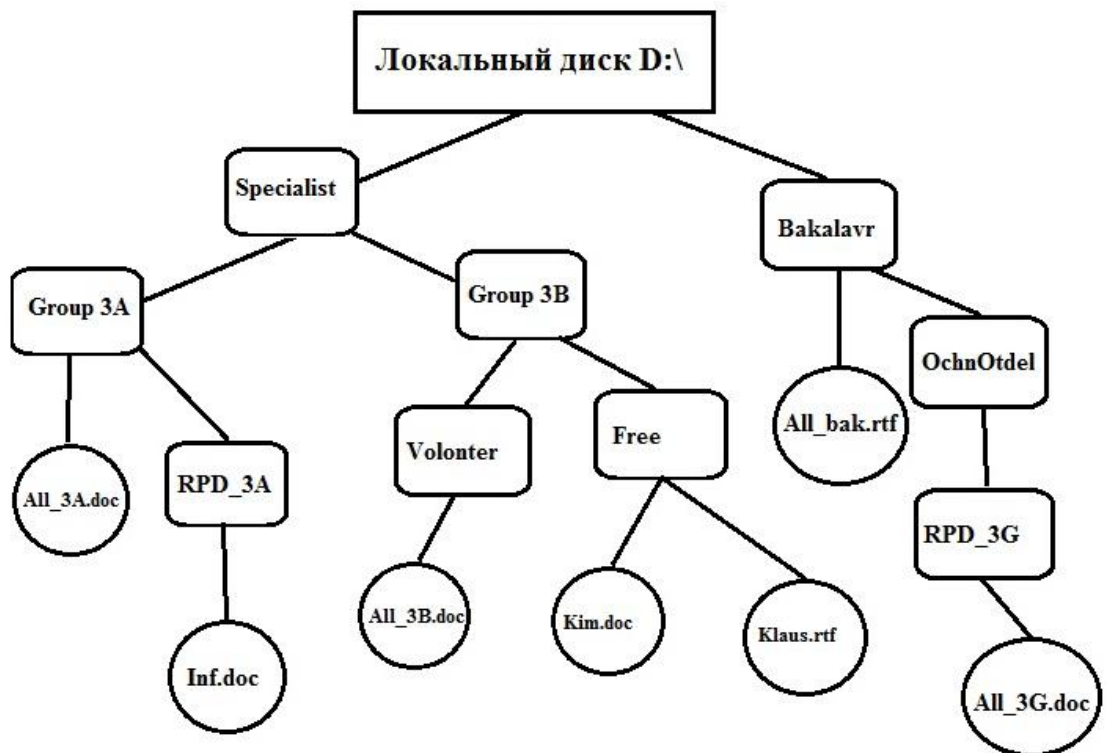 Локальный диск D:\
Specialist
Bakalavr
Group 3A
Group 3B
OchnOtdel
All_bak.rtf
Volonter
Free
All_3A.doc
RPD_3A
RPD_3G
All_3B.doc
Kim.doc
Klaus.rtf
Inf.doc
All_3G.doc